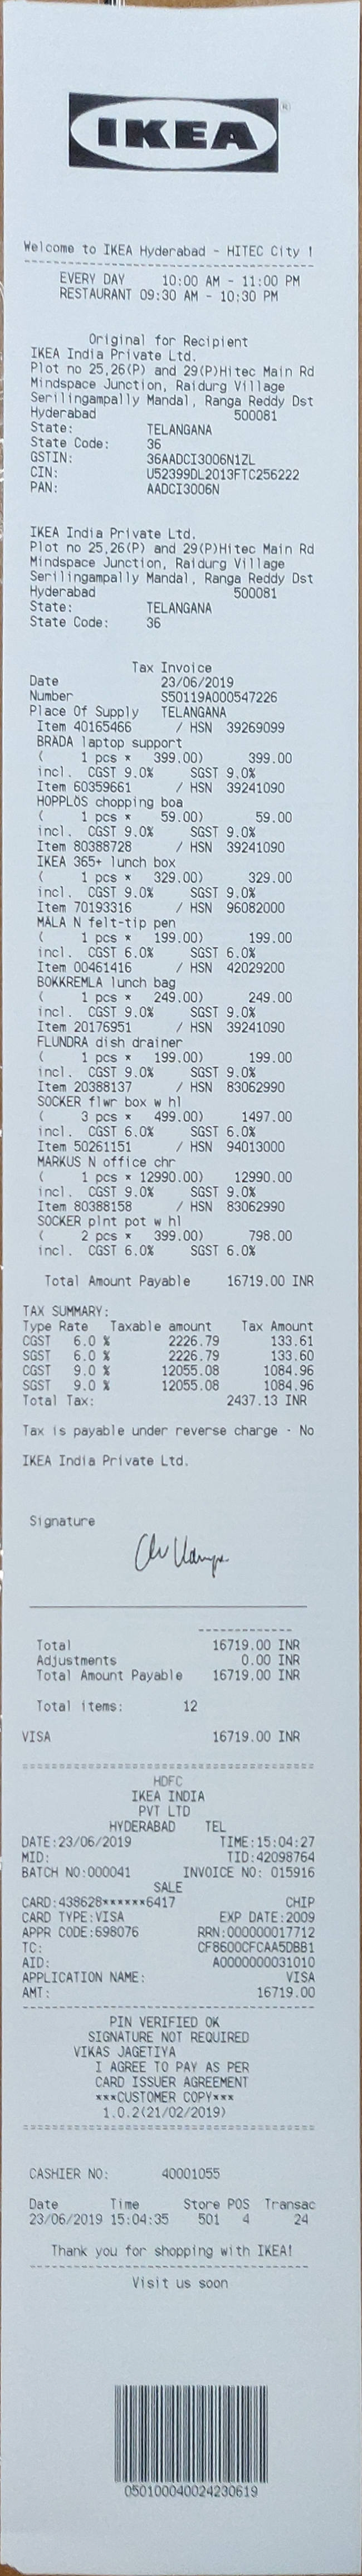 IKEA
®
Welcome to IKEA Hyderabad - HITEC City !
EVERY DAY 10:00 AM - 11:00 PM
RESTAURANT 09:30 AM - 10:30 PM
Original for Recipient
IKEA India Private Ltd.
Plot no 25,26(P) and 29(P)Hitec Main Rd
Mindspace Junction, Raidurg Village
Serilingampally Mandal, Ranga Reddy Dst
Hyderabad 500081
State: TELANGANA
State Code: 36
GSTIN: 36AADCI3006N1ZL
CIN: U52399DL2013FTC256222
PAN: AADCI3006N
IKEA India Private Ltd.
Plot no 25,26(P) and 29(P)Hitec Main Rd
Mindspace Junction, Raidurg Village
Serilingampally Mandal, Ranga Reddy Dst
Hyderabad 500081
State: TELANGANA
State Code: 36
Tax Invoice
Date 23/06/2019
Number S50119A000547226
Place Of Supply TELANGANA
Item 40165466 / HSN 39269099
BRADA laptop support
( 1 pcs * 399.00) 399.00
incl. CGST 9.0% SGST 9.0%
Item 60359661 / HSN 39241090
HOPPLÖS chopping boa
( 1 pcs * 59.00) 59.00
incl. CGST 9.0% SGST 9.0%
Item 80388728 / HSN 39241090
IKEA 365+ lunch box
( 1 pcs * 329.00) 329.00
incl. CGST 9.0% SGST 9.0%
Item 70193316 / HSN 96082000
MALA N felt-tip pen
( 1 pcs * 199.00) 199.00
incl. CGST 6.0% SGST 6.0%
Item 00461416 / HSN 42029200
BOKKREMLA lunch bag
( 1 pcs * 249.00) 249.00
incl. CGST 9.0% SGST 9.0%
Item 20176951 / HSN 39241090
FLUNDRA dish drainer
( 1 pcs * 199.00) 199.00
incl. CGST 9.0% SGST 9.0%
Item 20388137 / HSN 83062990
SOCKER flwr box w hl
( 3 pcs * 499.00) 1497.00
incl. CGST 6.0% SGST 6.0%
Item 50261151 / HSN 94013000
MARKUS N office chr
( 1 pcs * 12990.00) 12990.00
incl. CGST 9.0% SGST 9.0%
Item 80388158 / HSN 83062990
SOCKER plnt pot w hl
( 2 pcs * 399.00) 798.00
incl. CGST 6.0% SGST 6.0%
Total Amount Payable 16719.00 INR
TAX SUMMARY:
Type Rate Taxable amount Tax Amount
CGST 6.0 % 2226.79 133.61
SGST 6.0 % 2226.79 133.60
CGST 9.0 % 12055.08 1084.96
SGST 9.0 % 12055.08 1084.96
Total Tax: 2437.13 INR
Tax is payable under reverse charge - No
IKEA India Private Ltd.
Signature
Total 16719.00 INR
Adjustments 0.00 INR
Total Amount Payable 16719.00 INR
Total items: 12
VISA 16719.00 INR
HDFC
IKEA INDIA
PVT LTD
HYDERABAD TEL
DATE:23/06/2019 TIME:15:04:27
MID: TID:42098764
BATCH NO:000041 INVOICE NO: 015916
SALE
CARD:438628******6417 CHIP
CARD TYPE:VISA EXP DATE:2009
APPR CODE:698076 RRN:000000017712
TC: CF8600CFCAA5DBB1
AID: A0000000031010
APPLICATION NAME: VISA
AMT: 16719.00
PIN VERIFIED OK
SIGNATURE NOT REQUIRED
VIKAS JAGETIYA
I AGREE TO PAY AS PER
CARD ISSUER AGREEMENT
***CUSTOMER COPY***
1.0.2(21/02/2019)
CASHIER NO: 40001055
Date Time Store POS Transac
23/06/2019 15:04:35 501 4 24
Thank you for shopping with IKEA!
Visit us soon
050100040024230619